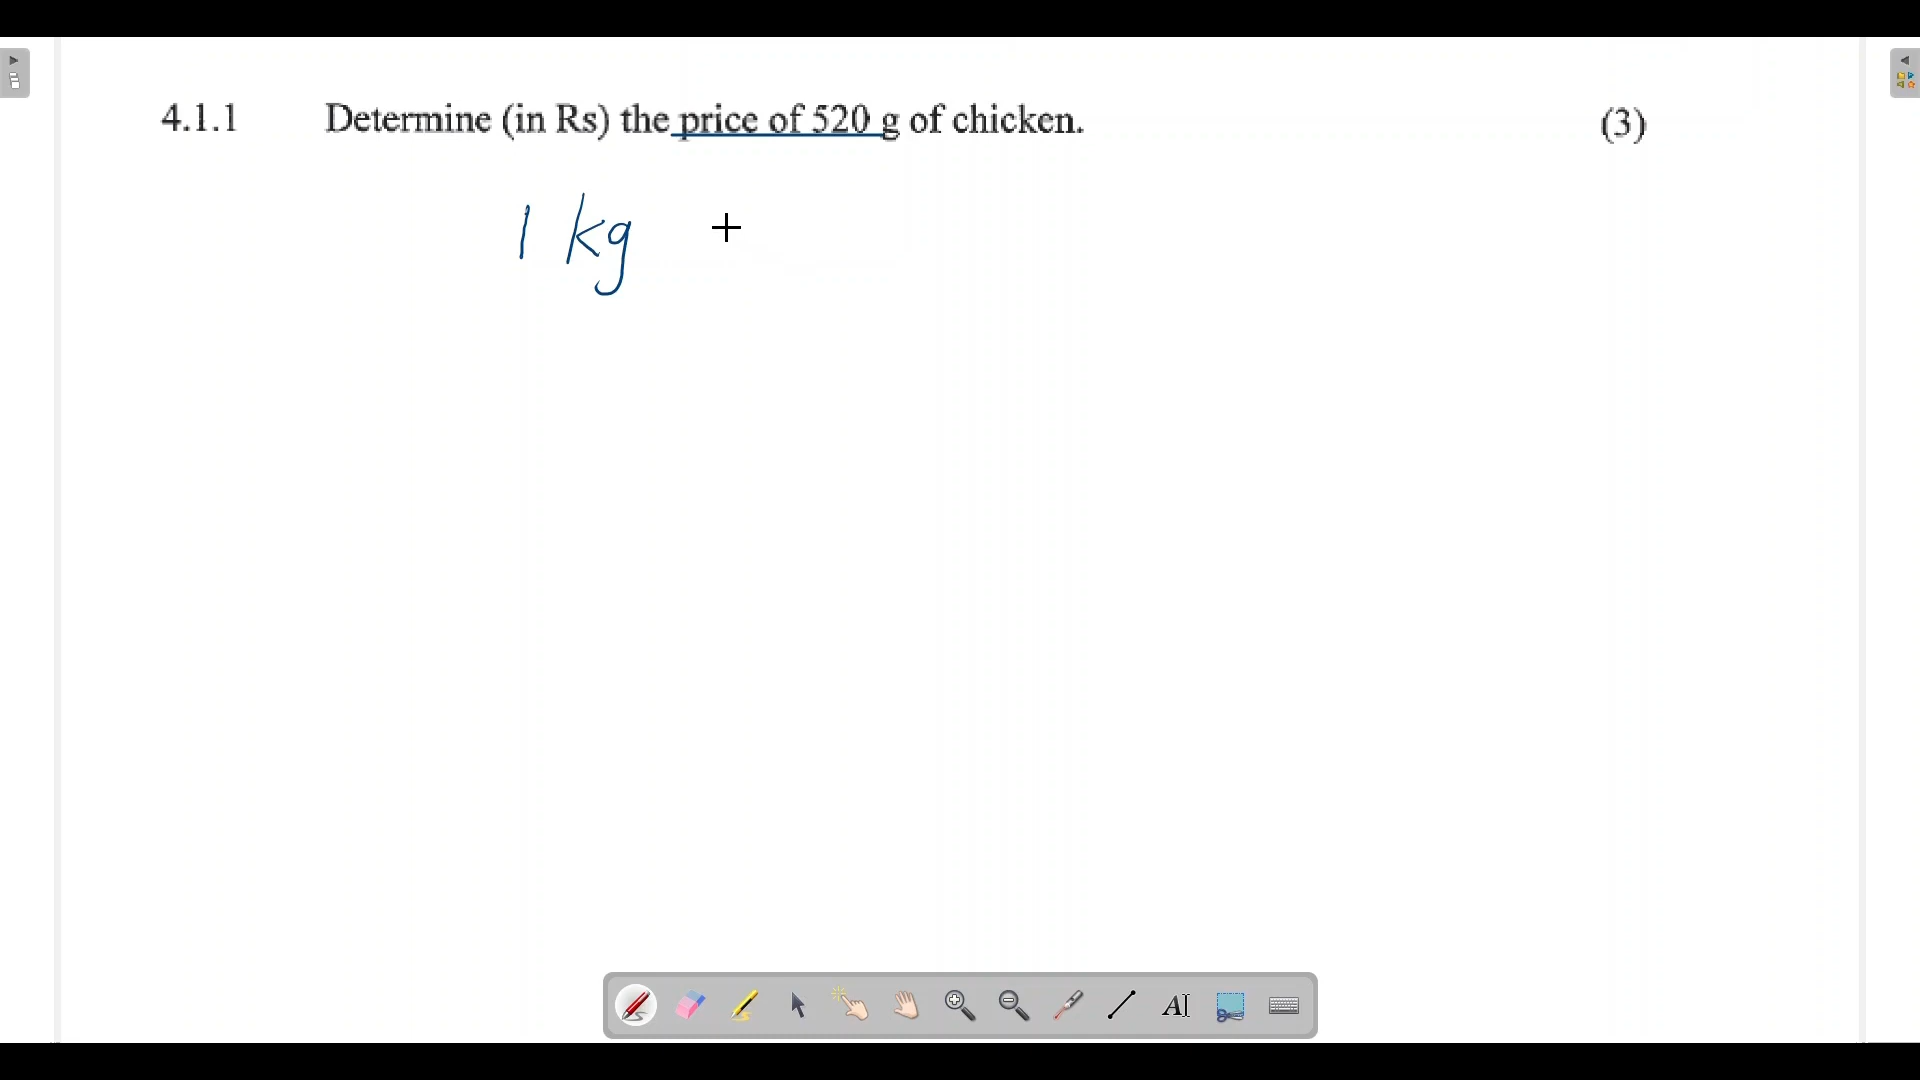 4.1.1 Determine (in Rs) the price of 520 g of chicken. (3)
1 kg